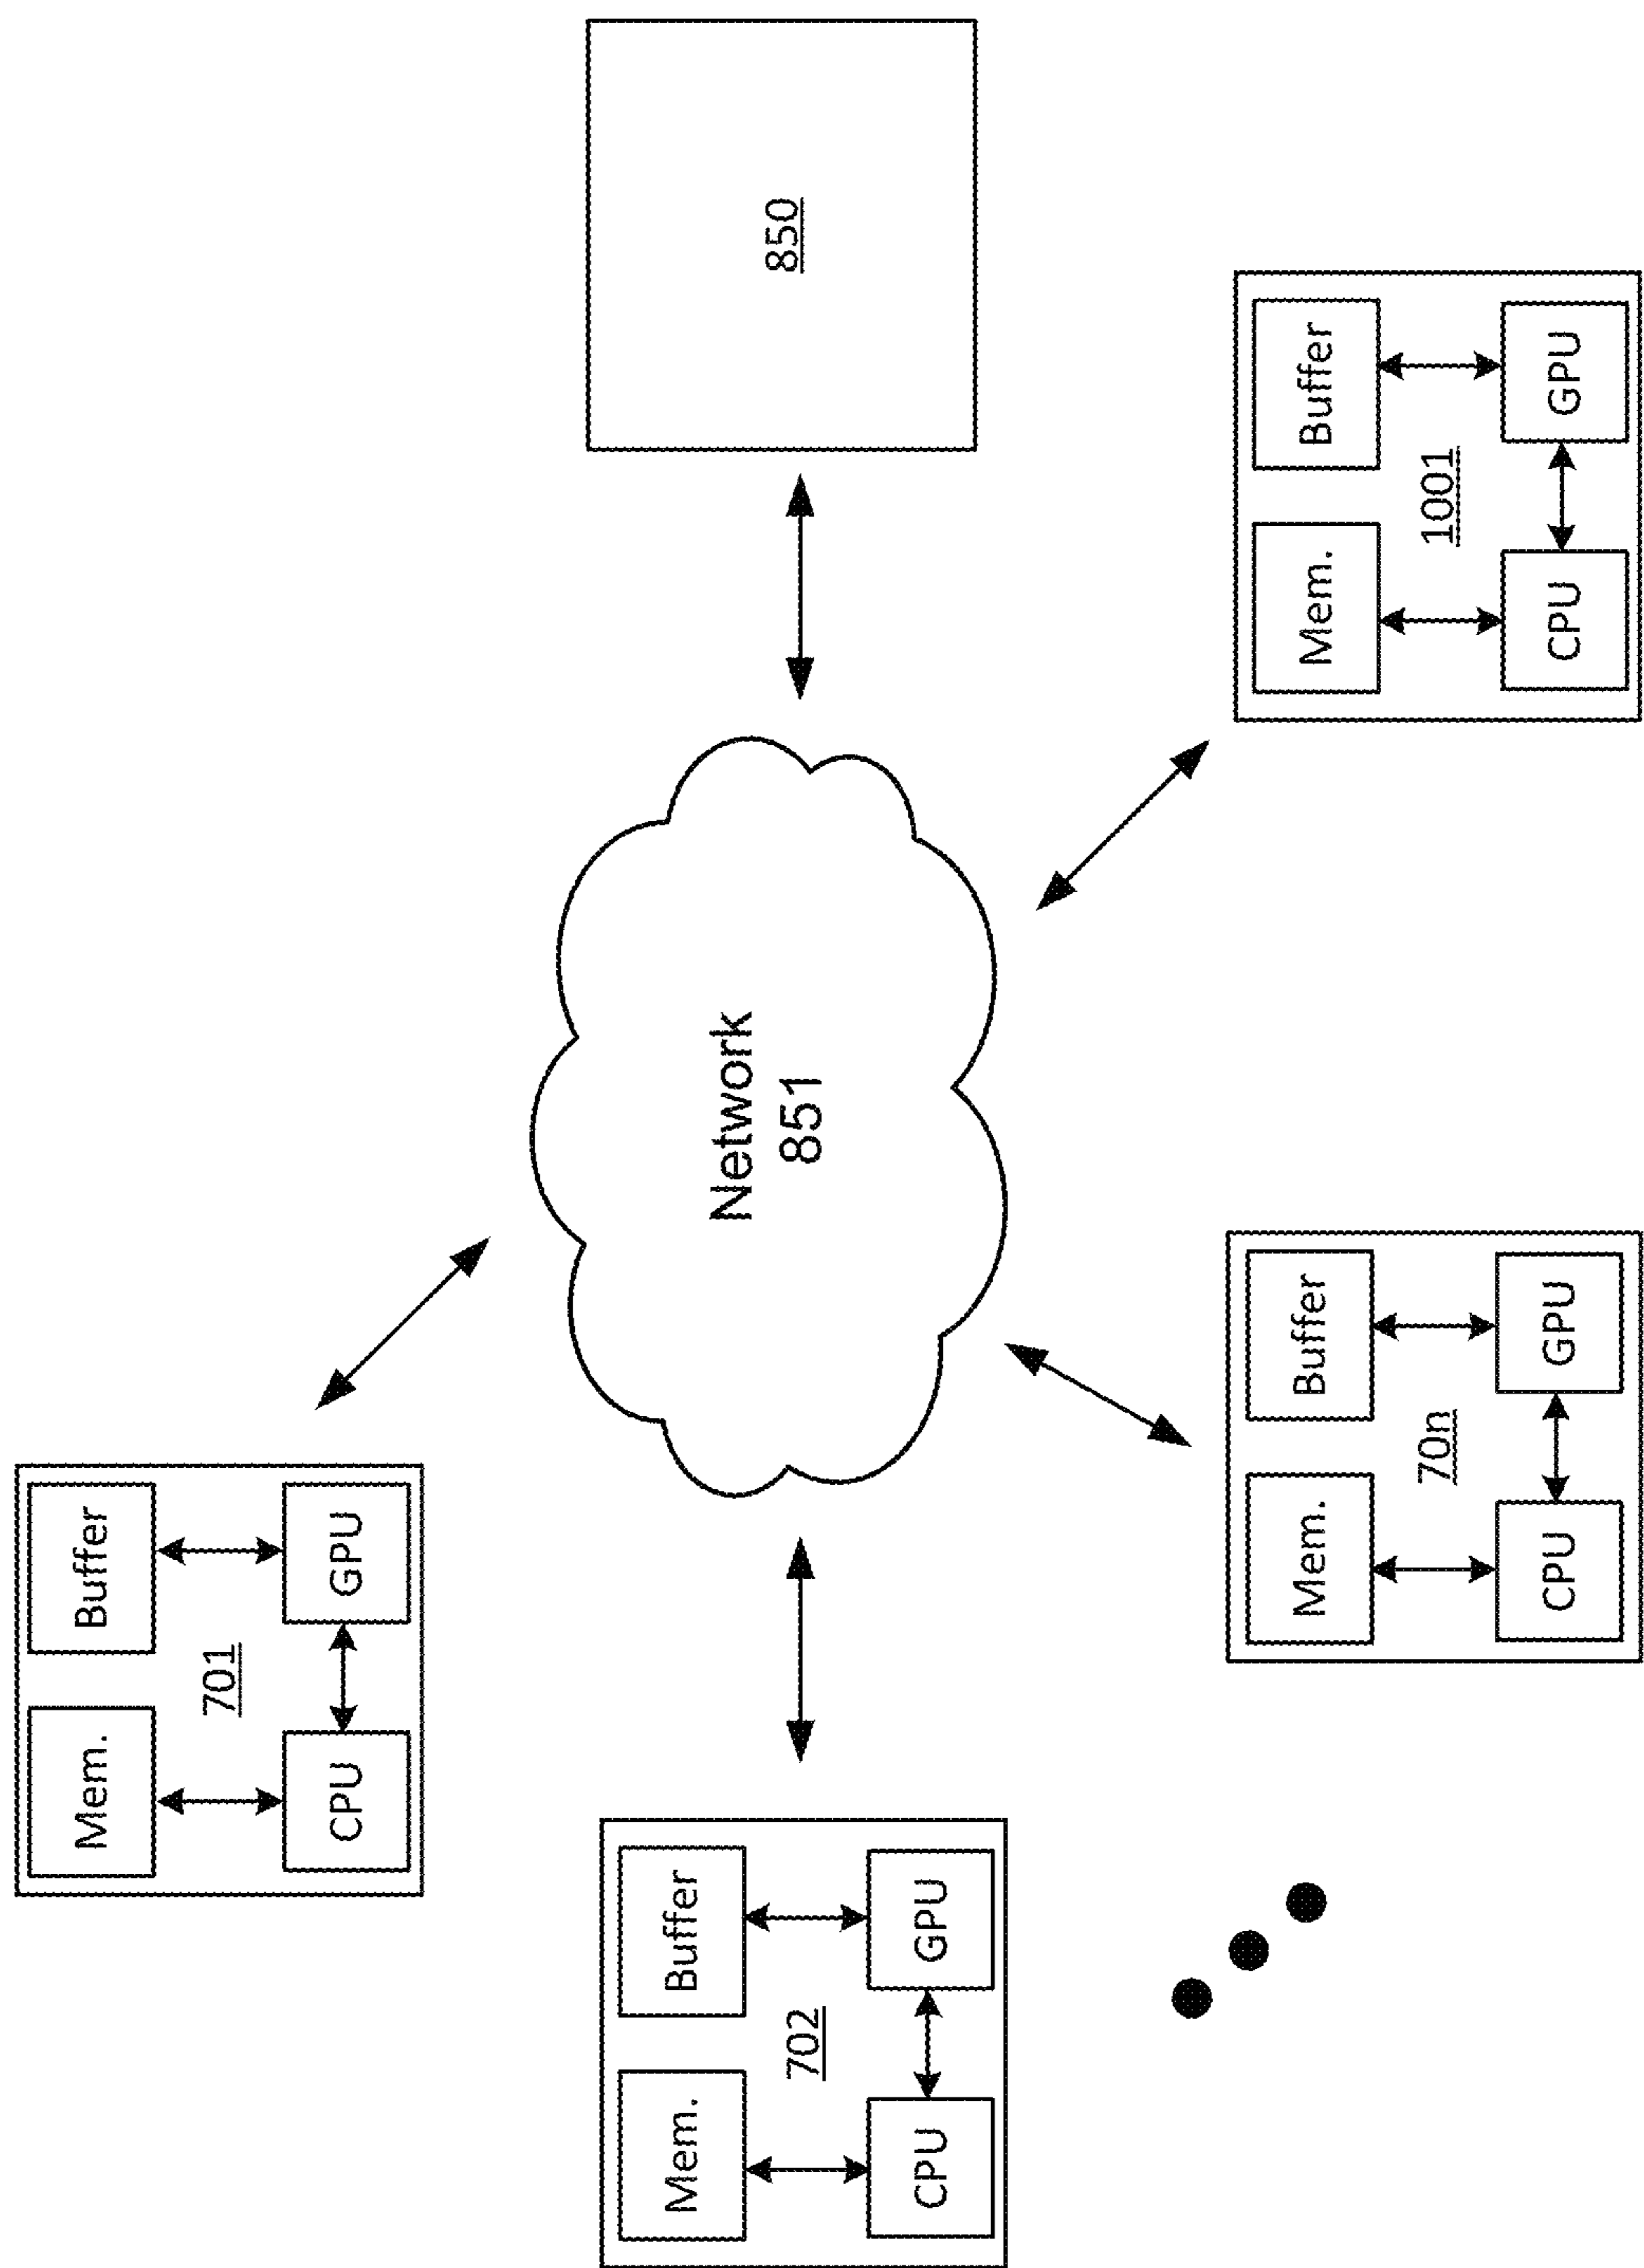 Mem.
Buffer
701
CPU
GPU
Mem.
Buffer
702
CPU
GPU
Network
851
850
Mem.
Buffer
70n
CPU
GPU
Mem.
Buffer
1001
CPU
GPU